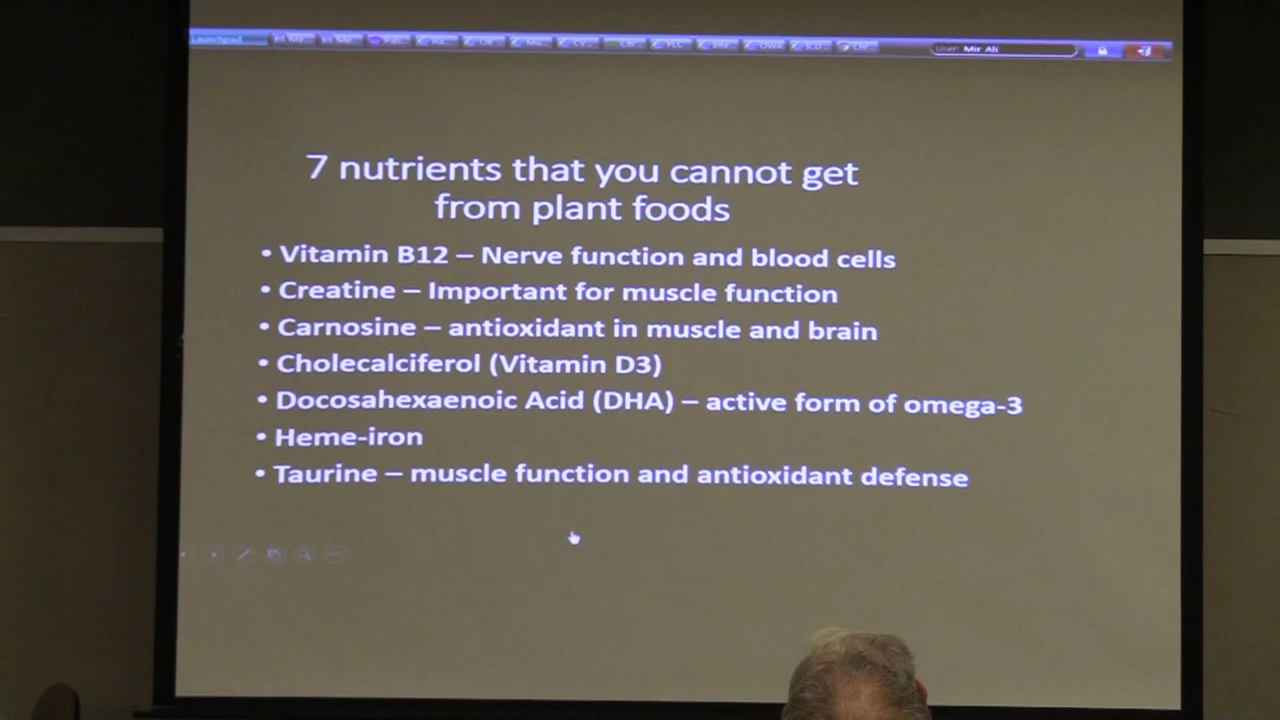 Launchpad
User: Mir Ali
7 nutrients that you cannot get
from plant foods
• Vitamin B12 – Nerve function and blood cells
• Creatine – Important for muscle function
• Carnosine – antioxidant in muscle and brain
• Cholecalciferol (Vitamin D3)
• Docosahexaenoic Acid (DHA) – active form of omega-3
• Heme-iron
• Taurine – muscle function and antioxidant defense